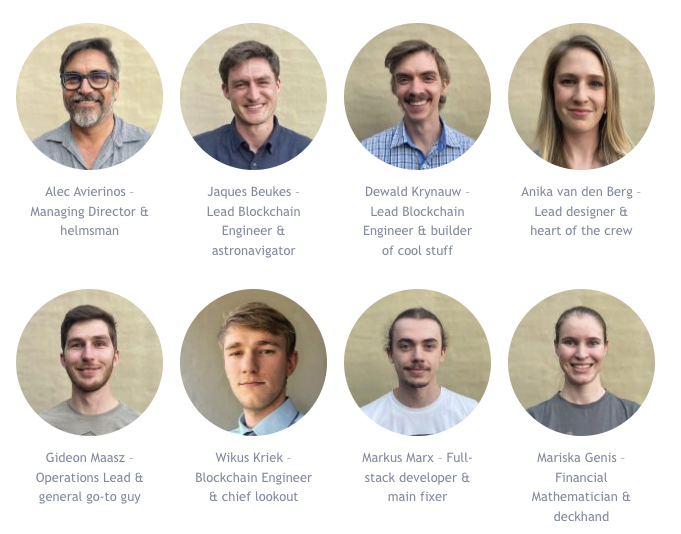 Alec Avierinos –
Managing Director &
helmsman
Jaques Beukes –
Lead Blockchain
Engineer &
astronavigator
Dewald Krynauw –
Lead Blockchain
Engineer & builder
of cool stuff
Anika van den Berg –
Lead designer &
heart of the crew
Gideon Maasz –
Operations Lead &
general go-to guy
Wikus Kriek –
Blockchain Engineer
& chief lookout
Markus Marx – Full-
stack developer &
main fixer
Mariska Genis –
Financial
Mathematician &
deckhand